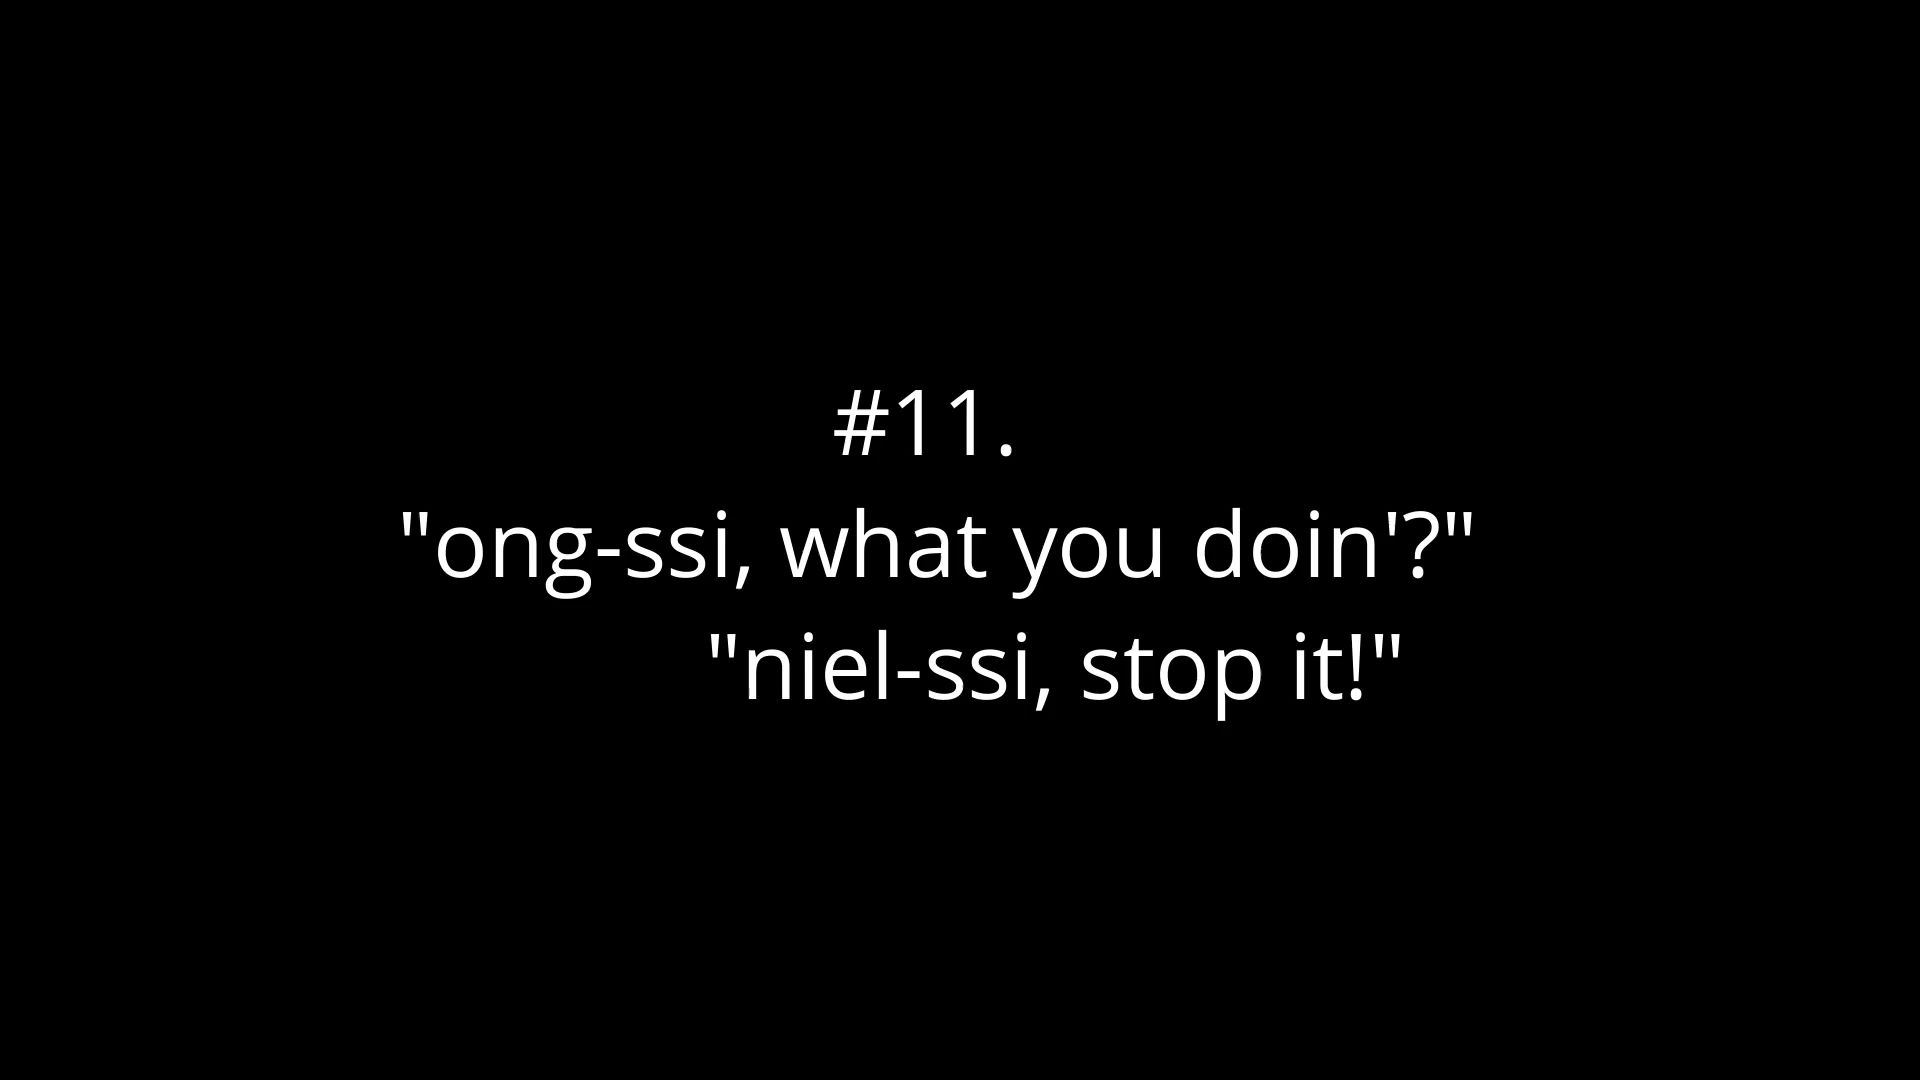 #11.
"ong-ssi, what you doin'?"
"niel-ssi, stop it!"